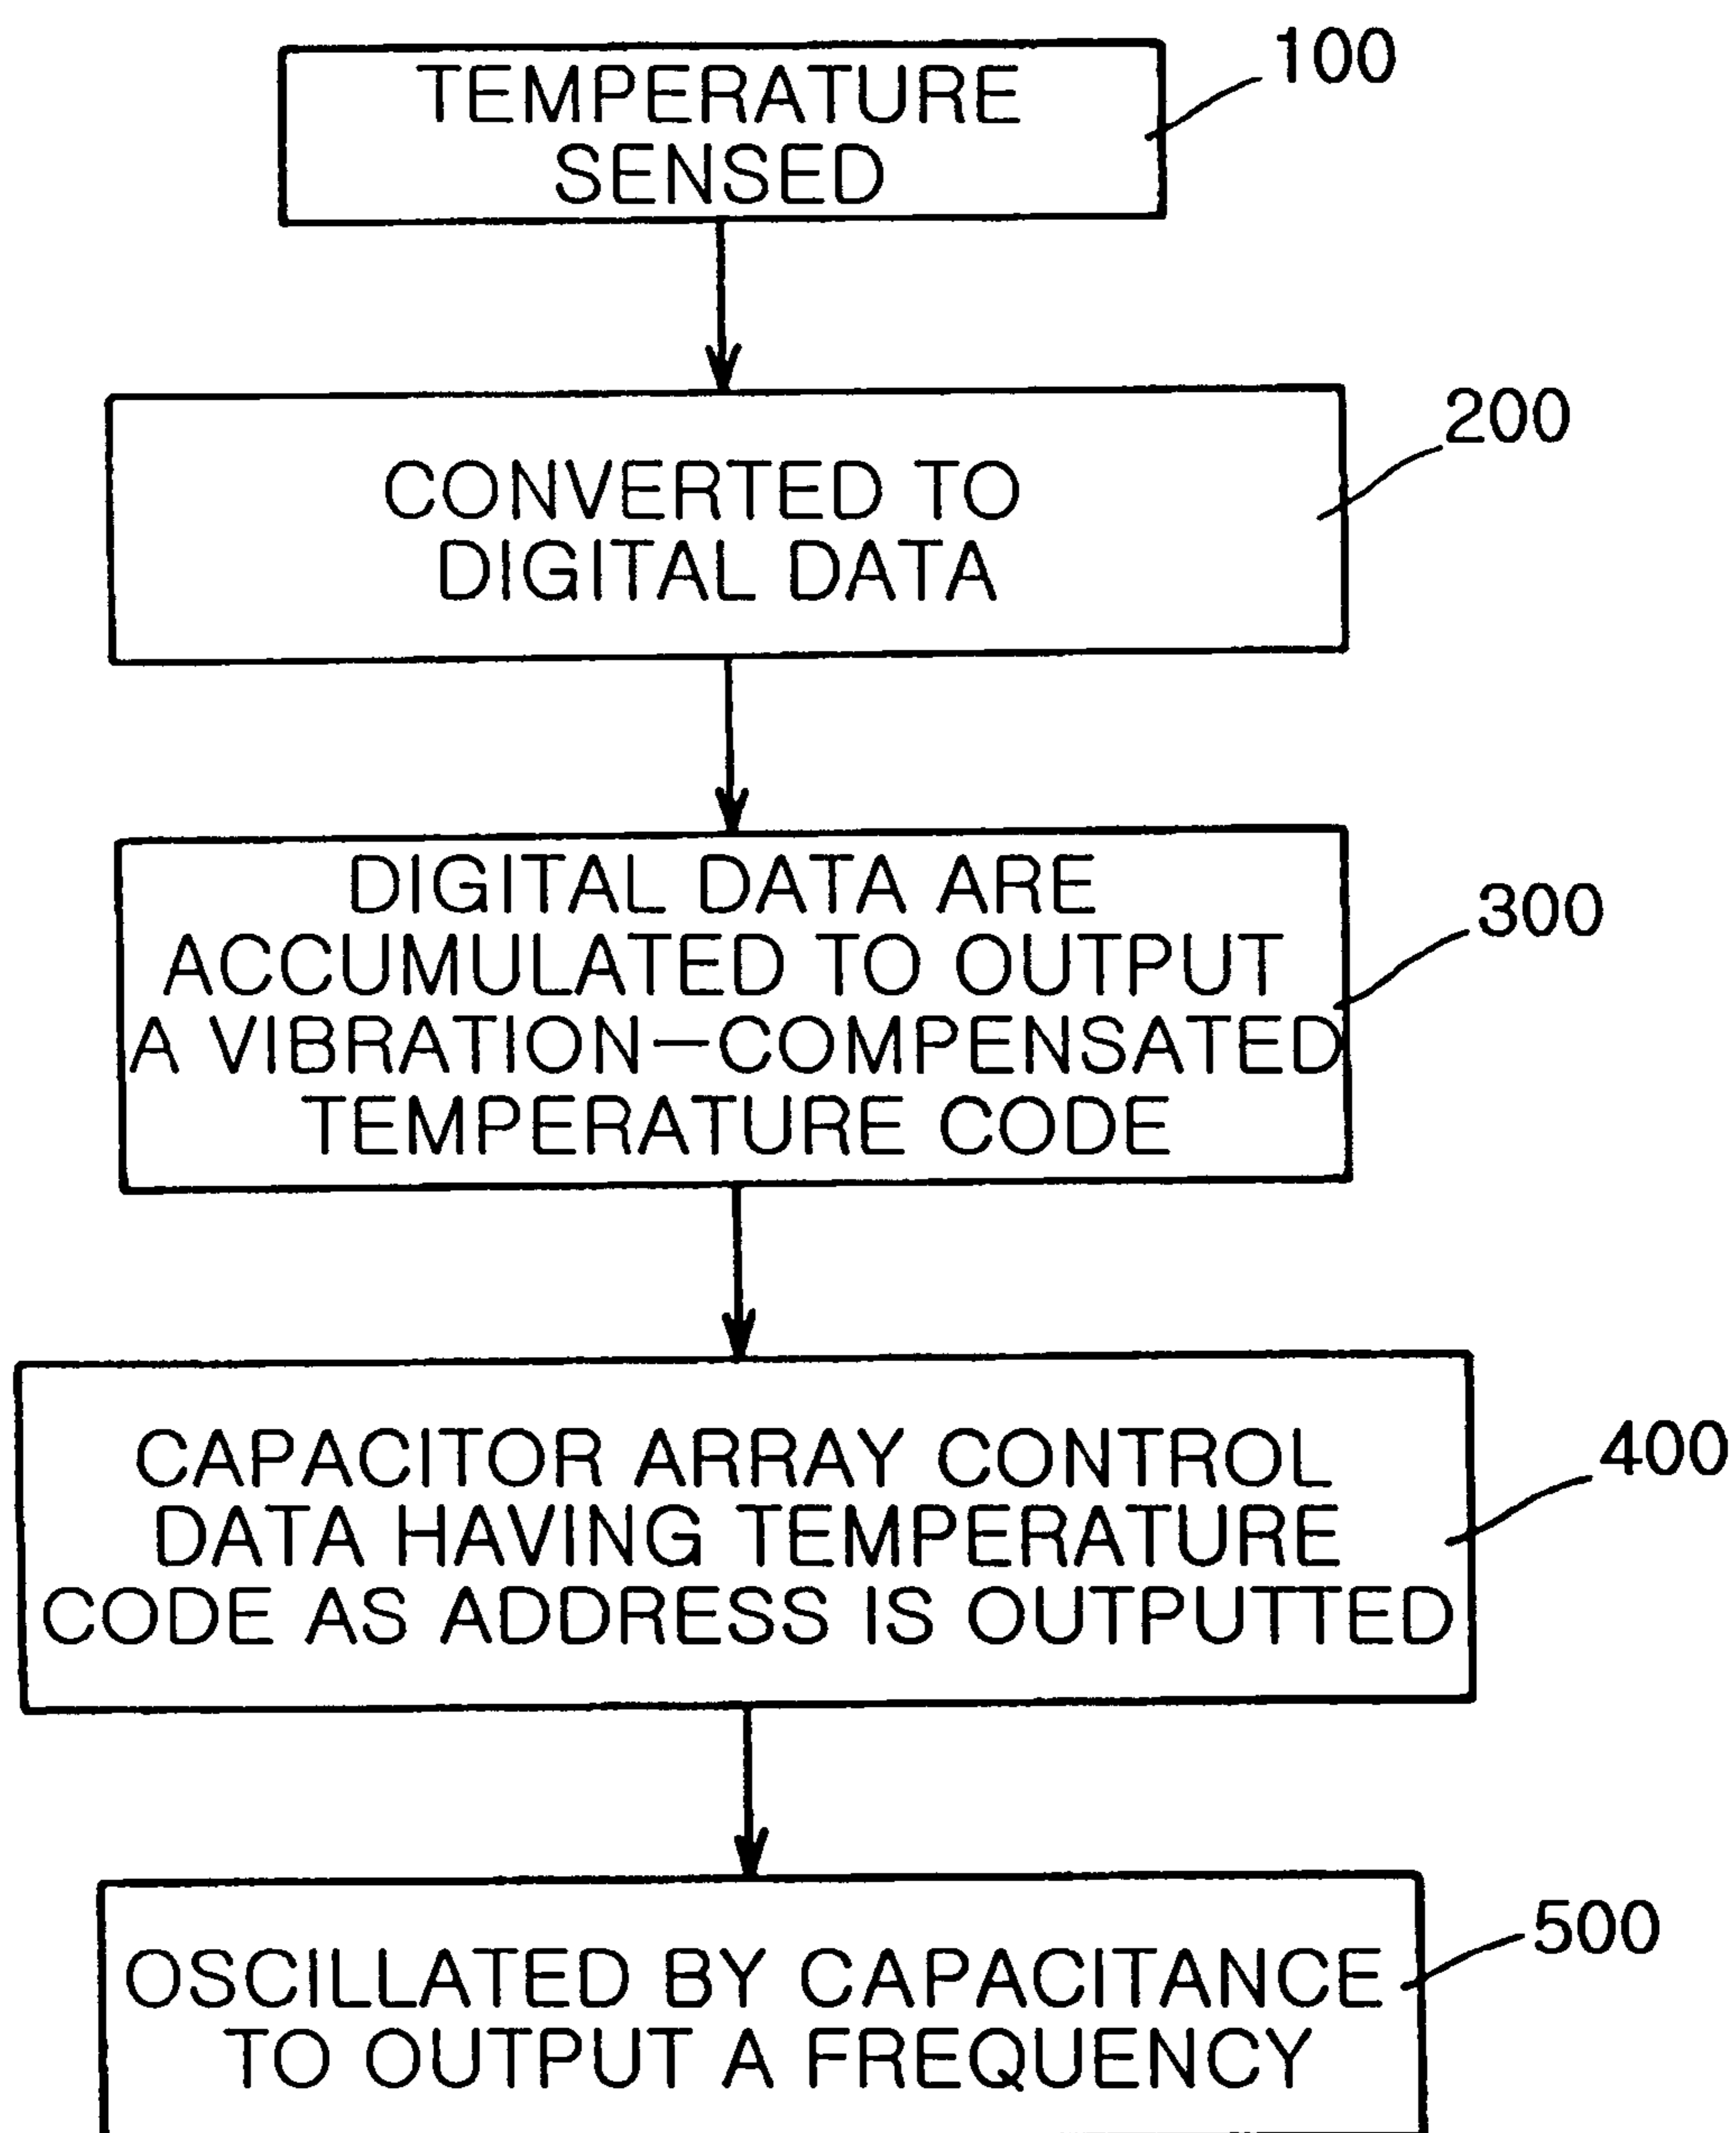 TEMPERATURE
SENSED
100
CONVERTED TO
DIGITAL DATA
200
DIGITAL DATA ARE
ACCUMULATED TO OUTPUT
A VIBRATION—COMPENSATED
TEMPERATURE CODE
300
CAPACITOR ARRAY CONTROL
DATA HAVING TEMPERATURE
CODE AS ADDRESS IS OUTPUTTED
400
OSCILLATED BY CAPACITANCE
TO OUTPUT A FREQUENCY
500